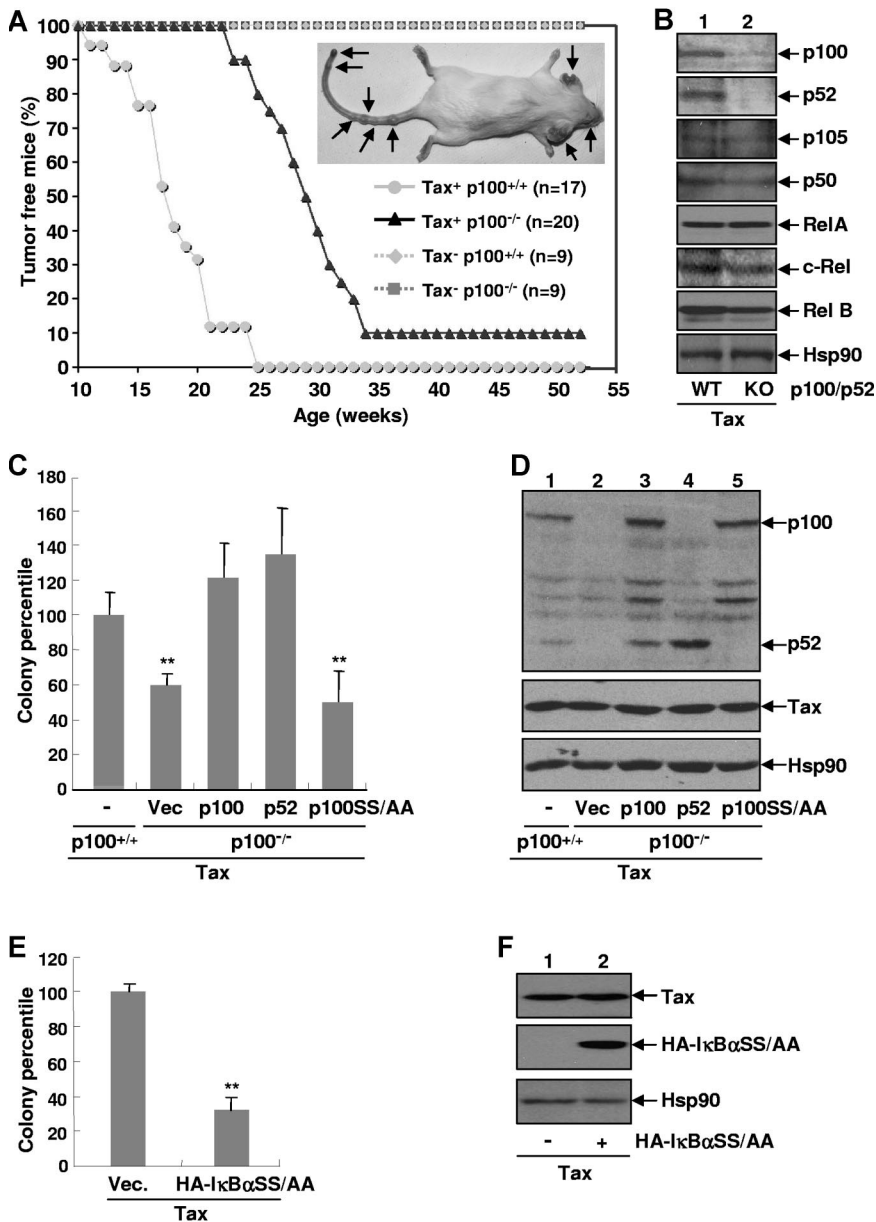 A
Tumor free mice (%)
100
90
80
70
60
50
40
30
20
10
0
10 15 20 25 30 35 40 45 50 55
Age (weeks)
Tax+ p100+/+ (n=17)
Tax+ p100-/- (n=20)
Tax- p100+/+ (n=9)
Tax- p100-/- (n=9)
B
1 2
p100
p52
p105
p50
RelA
c-Rel
Rel B
Hsp90
WT KO p100/p52
Tax
C
Colony percentile
180
160
140
120
100
80
60
40
20
0
** **
- Vec p100 p52 p100SS/AA
p100+/+ p100-/-
Tax
D
1 2 3 4 5
p100
p52
Tax
Hsp90
- Vec p100 p52 p100SS/AA
p100+/+ p100-/-
Tax
E
Colony percentile
120
100
80
60
40
20
0
**
Vec. HA-IκBαSS/AA
Tax
F
1 2
Tax
HA-IκBαSS/AA
Hsp90
- + HA-IκBαSS/AA
Tax